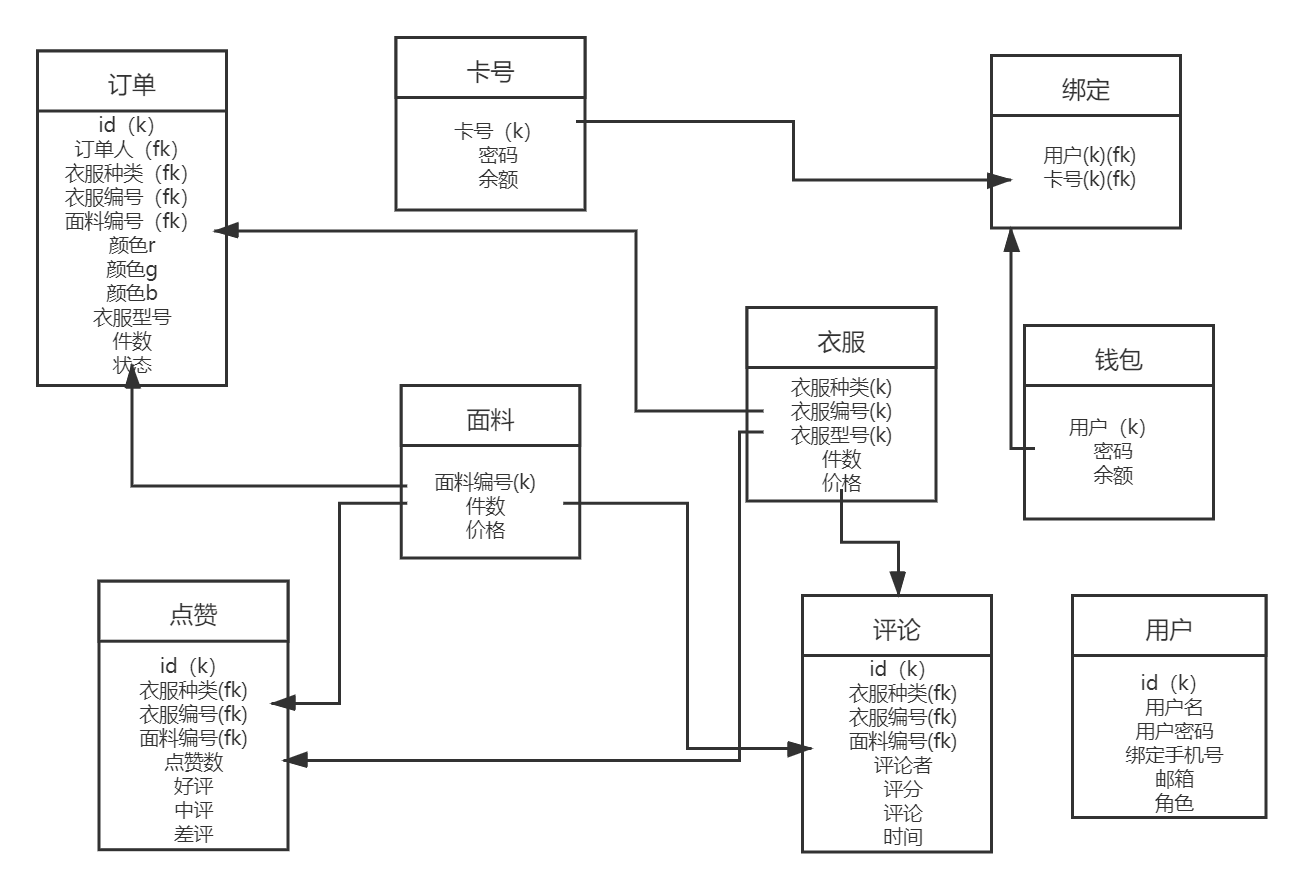 订单
id（k）
订单人（fk）
衣服种类（fk）
衣服编号（fk）
面料编号（fk）
颜色r
颜色g
颜色b
衣服型号
件数
状态
卡号
卡号（k）
密码
余额
绑定
用户(k)(fk)
卡号(k)(fk)
衣服
衣服种类(k)
衣服编号(k)
衣服型号(k)
件数
价格
钱包
用户（k）
密码
余额
面料
面料编号(k)
件数
价格
点赞
id（k）
衣服种类(fk)
衣服编号(fk)
面料编号(fk)
点赞数
好评
中评
差评
评论
id（k）
衣服种类(fk)
衣服编号(fk)
面料编号(fk)
评论者
评分
评论
时间
用户
id（k）
用户名
用户密码
绑定手机号
邮箱
角色